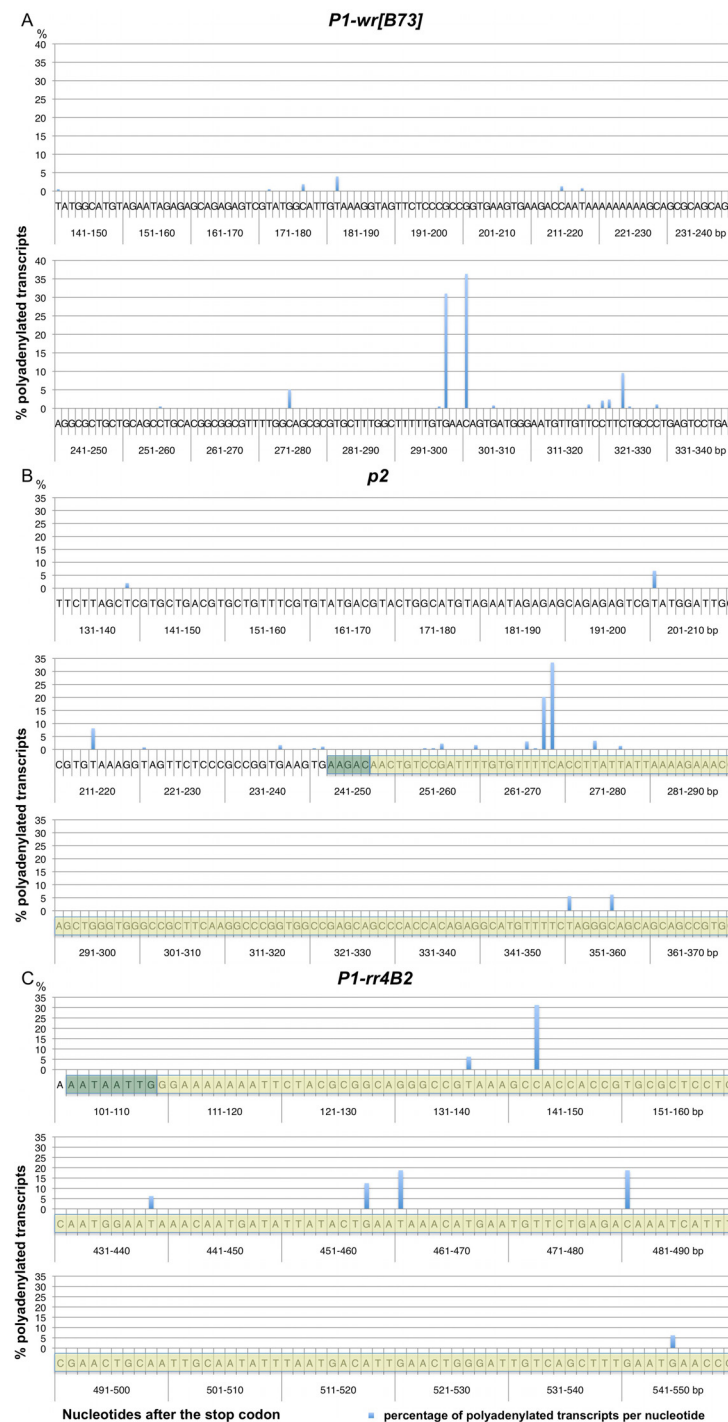 A
P1-wr[B73]
%
40
35
30
25
20
15
10
5
0
TATGGCATGTAGAATAGAGAGCAGAGAGTCGTATGGCATTGTAAAGGTAGTTCTCCCGCCGGTGAAGTGAAGACCAATAAAAAAAAAGCAGCGCAGCAG
141-150 151-160 161-170 171-180 181-190 191-200 201-210 211-220 221-230 231-240 bp
% polyadenylated transcripts
40
35
30
25
20
15
10
5
0
AGGCGCTGCTGCAGCCTGCACGGCGGCGTTTTGGCAGCGCGTGCTTTGGCTTTTTGTGAACAGTGATGGGAATGTTGTTCCTTCTGCCCTGAGTCCTGA
241-250 251-260 261-270 271-280 281-290 291-300 301-310 311-320 321-330 331-340 bp
B
p2
%
35
30
25
20
15
10
5
0
TTCTTAGCTCGTGCTGACGTGCTGTTTCGTGTATGACGTACTGGCATGTAGAATAGAGAGCAGAGAGTCGTATGGATTG
131-140 141-150 151-160 161-170 171-180 181-190 191-200 201-210 bp
% polyadenylated transcripts
35
30
25
20
15
10
5
0
CGTGTAAAGGTAGTTCTCCCGCCGGTGAAGTGAAGACAACTGTCCGATTTTGTGTTTTCACCTTATTATTAAAAGAAAC
211-220 221-230 231-240 241-250 251-260 261-270 271-280 281-290 bp
35
30
25
20
15
10
5
0
AGCTGGGTGGGCCGCTTCAAGGCCCGGTGGCCGAGCAGCCCACCACAGAGGCATGTTTTCTAGGGCAGCAGCAGCCGTG
291-300 301-310 311-320 321-330 331-340 341-350 351-360 361-370 bp
C
P1-rr4B2
%
35
30
25
20
15
10
5
0
A AATAATTG GGAAAAAAATTCTACGCGGCAGGGCCGTAAAGCCACCACCGTGCGCTCCT
101-110 111-120 121-130 131-140 141-150 151-160 bp
% polyadenylated transcripts
35
30
25
20
15
10
5
0
CAATGGAATAAACAATGATATTATACTGAATAAACATGAATGTTCTGAGACAAATCATT
431-440 441-450 451-460 461-470 471-480 481-490 bp
35
30
25
20
15
10
5
0
CGAACTGCAATTGCAATATTTAATGACATTGAACTGGGATTGTCAGCTTTGAATGAACC
491-500 501-510 511-520 521-530 531-540 541-550 bp
Nucleotides after the stop codon
percentage of polyadenylated transcripts per nucleotide